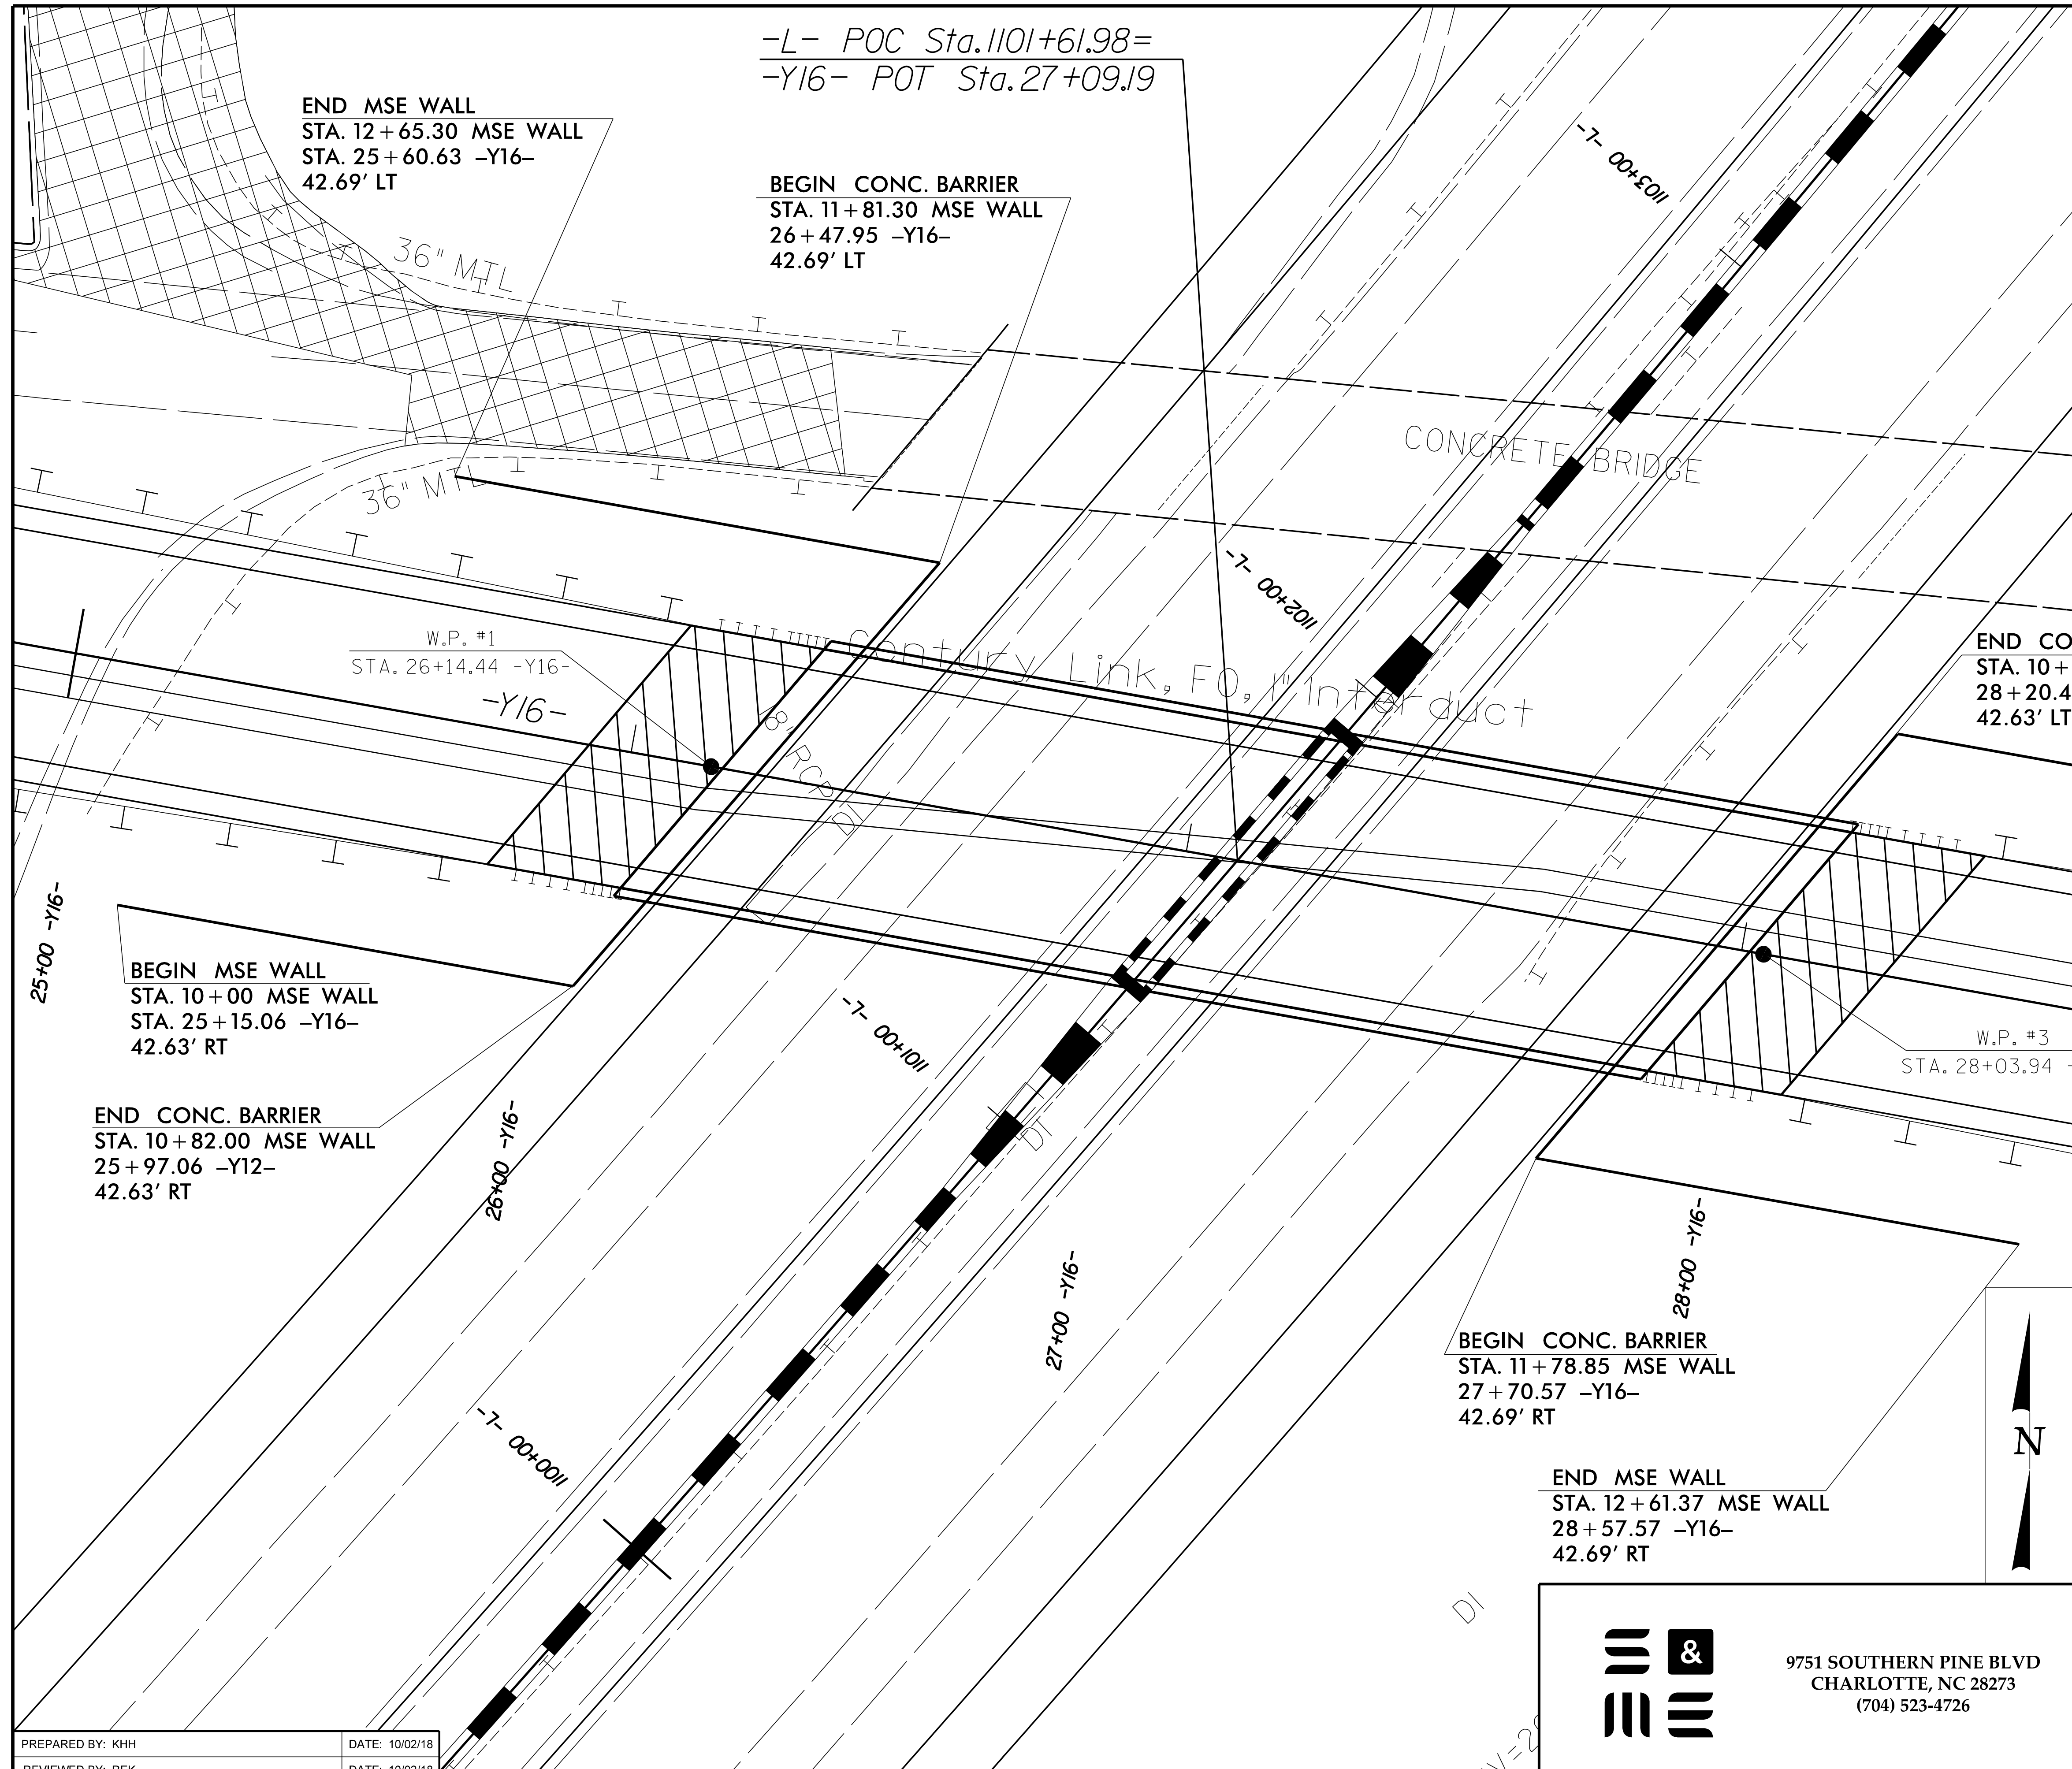 -L- POC Sta. 1101+61.98=
-Y16- POT Sta. 27+09.19
END MSE WALL
STA. 12+65.30 MSE WALL
STA. 25+60.63 -Y16-
42.69' LT
BEGIN CONC. BARRIER
STA. 11+81.30 MSE WALL
26+47.95 -Y16-
42.69' LT
1103+00 -L-
36" MTL
36" MTL
CONCRETE BRIDGE
1102+00 -L-
W.P. #1
STA. 26+14.44 -Y16-
-Y16-
Century Link, FO, 1" Interduct
END CO
STA. 10+
28+20.4
42.63' LT
18" RCP
DI
25+00 -Y16-
BEGIN MSE WALL
STA. 10+00 MSE WALL
STA. 25+15.06 -Y16-
42.63' RT
1101+00 -L-
W.P. #3
STA. 28+03.94 -
END CONC. BARRIER
STA. 10+82.00 MSE WALL
25+97.06 -Y12-
42.63' RT
26+00 -Y16-
DI
27+00 -Y16-
28+00 -Y16-
BEGIN CONC. BARRIER
STA. 11+78.85 MSE WALL
27+70.57 -Y16-
42.69' RT
1100+00 -L-
N
END MSE WALL
STA. 12+61.37 MSE WALL
28+57.57 -Y16-
42.69' RT
DI
S&ME
9751 SOUTHERN PINE BLVD
CHARLOTTE, NC 28273
(704) 523-4726
PREPARED BY: KHH DATE: 10/02/18